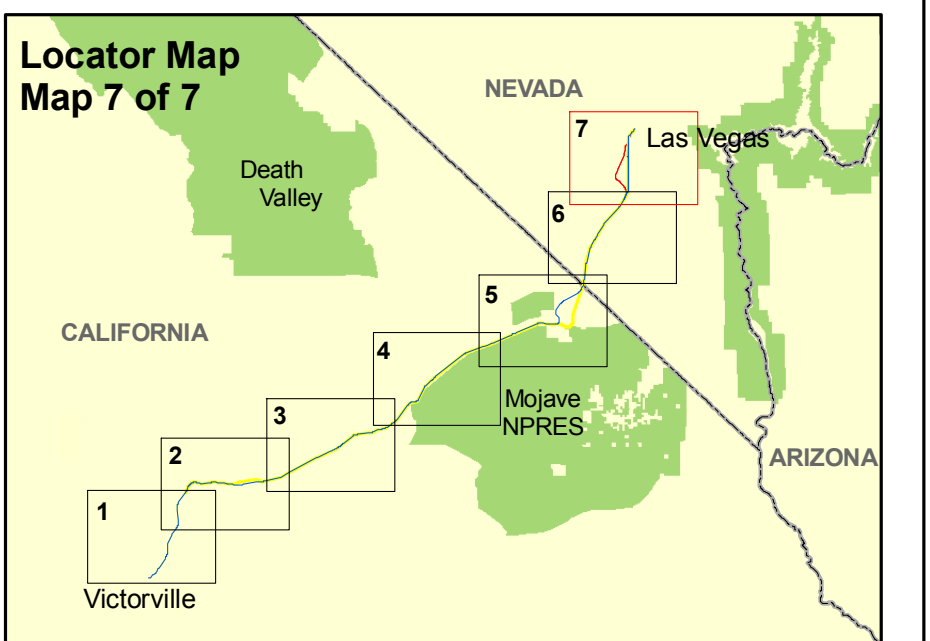 Locator Map
Map 7 of 7
NEVADA
7
Las Vegas
Death
Valley
6
5
CALIFORNIA
4
Mojave
NPRES
3
2
ARIZONA
1
Victorville